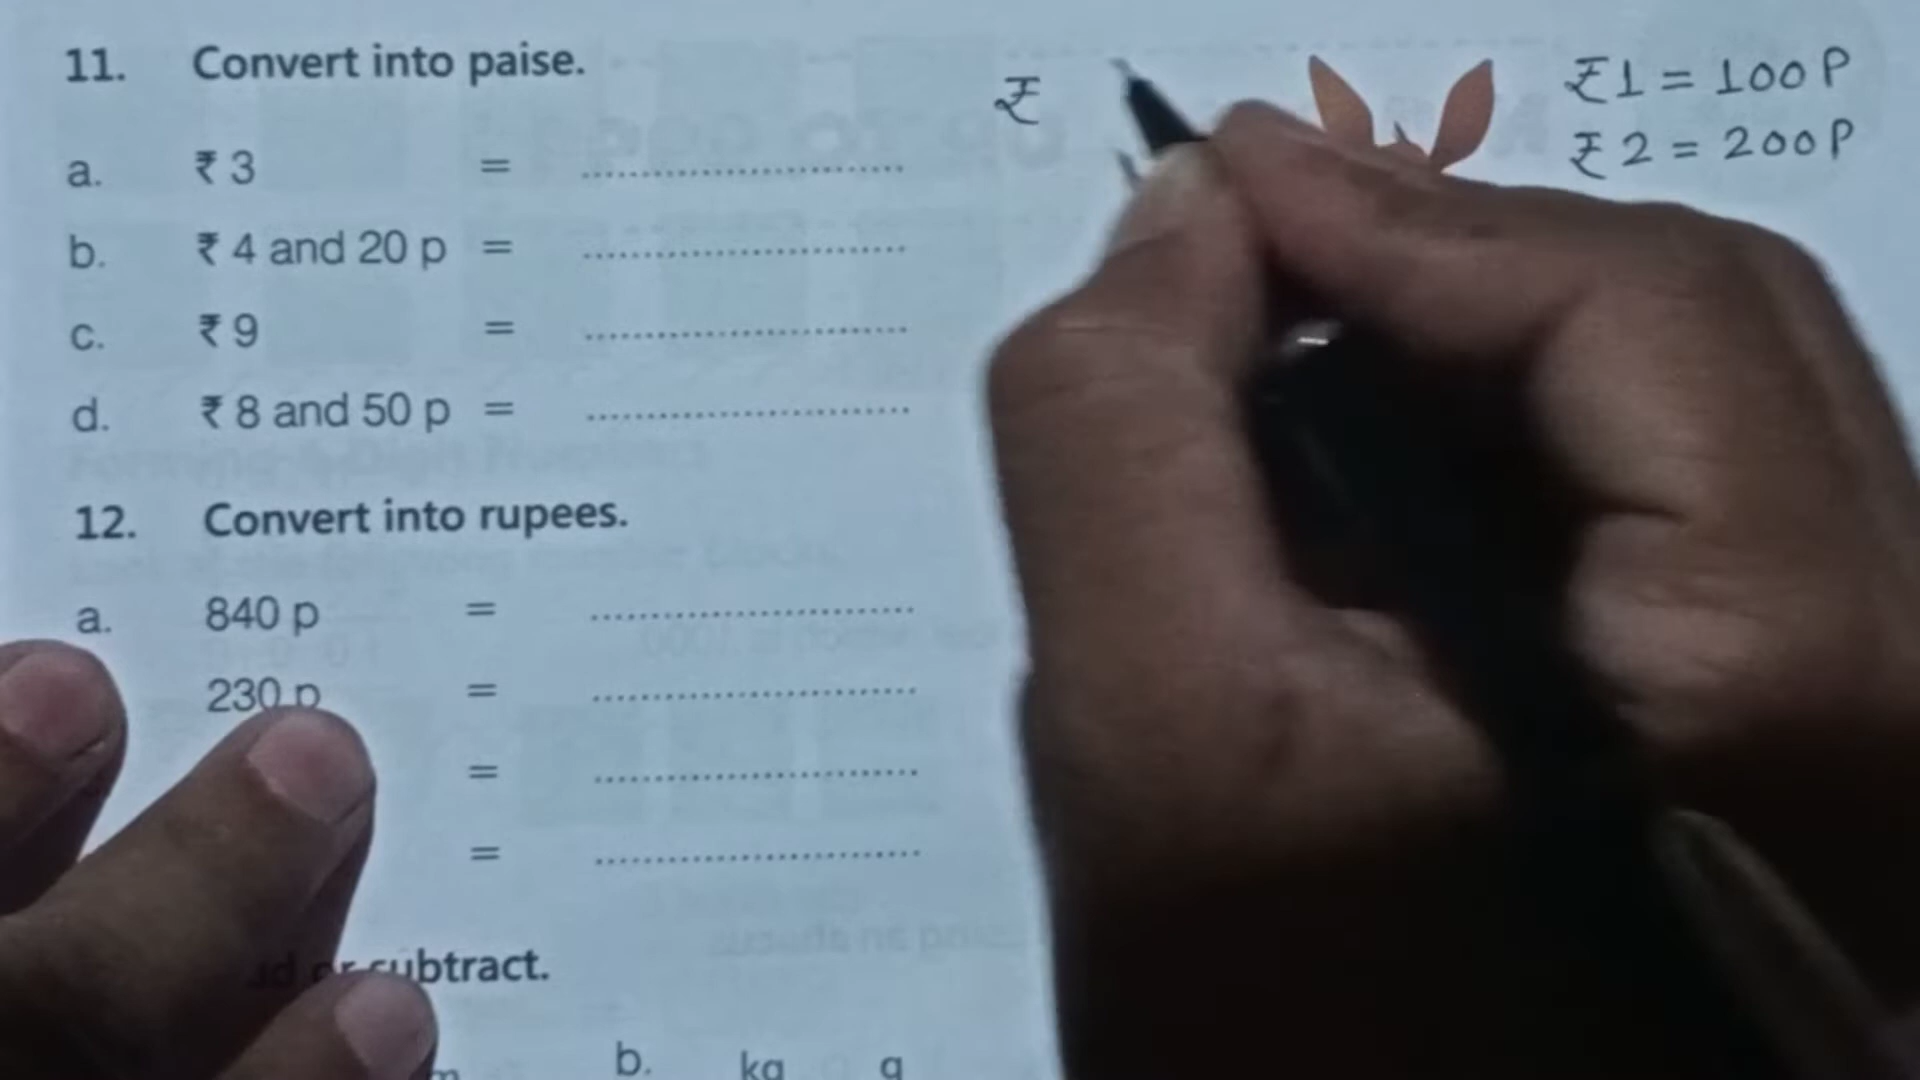 11. Convert into paise.
₹
₹1 = 100 P
₹ 2 = 200 P
a. ₹ 3 = ..........................
b. ₹ 4 and 20 p = ..........................
c. ₹ 9 = ..........................
d. ₹ 8 and 50 p = ..........................
12. Convert into rupees.
a. 840 p = ..........................
230 p = ..........................
= ..........................
= ..........................
subtract.
b. kg g